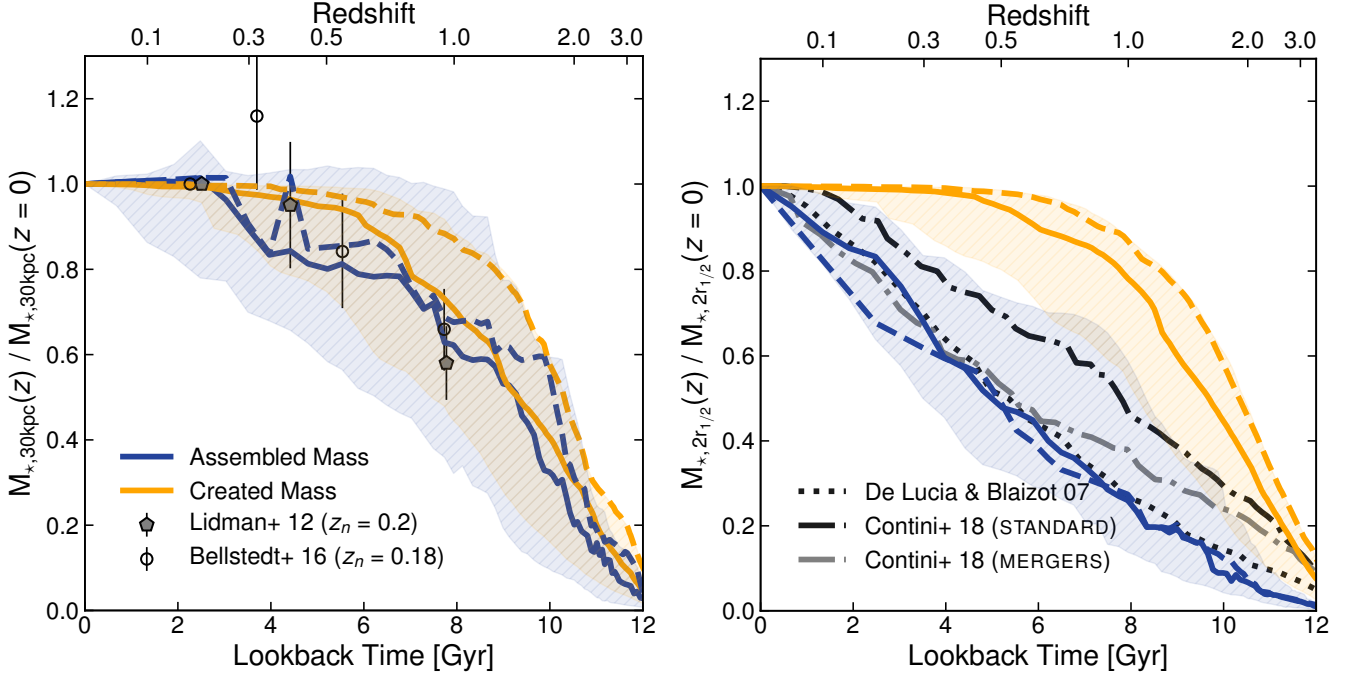 Redshift
0.1 0.3 0.5 1.0 2.0 3.0
M⋆,30kpc(z) / M⋆,30kpc(z = 0)
1.2
1.0
0.8
0.6
0.4
0.2
0.0
Assembled Mass
Created Mass
Lidman+ 12 (zn = 0.2)
Bellstedt+ 16 (zn = 0.18)
0 2 4 6 8 10 12
Lookback Time [Gyr]
Redshift
0.1 0.3 0.5 1.0 2.0 3.0
M⋆,2r1/2(z) / M⋆,2r1/2(z = 0)
1.2
1.0
0.8
0.6
0.4
0.2
0.0
De Lucia & Blaizot 07
Contini+ 18 (STANDARD)
Contini+ 18 (MERGERS)
0 2 4 6 8 10 12
Lookback Time [Gyr]